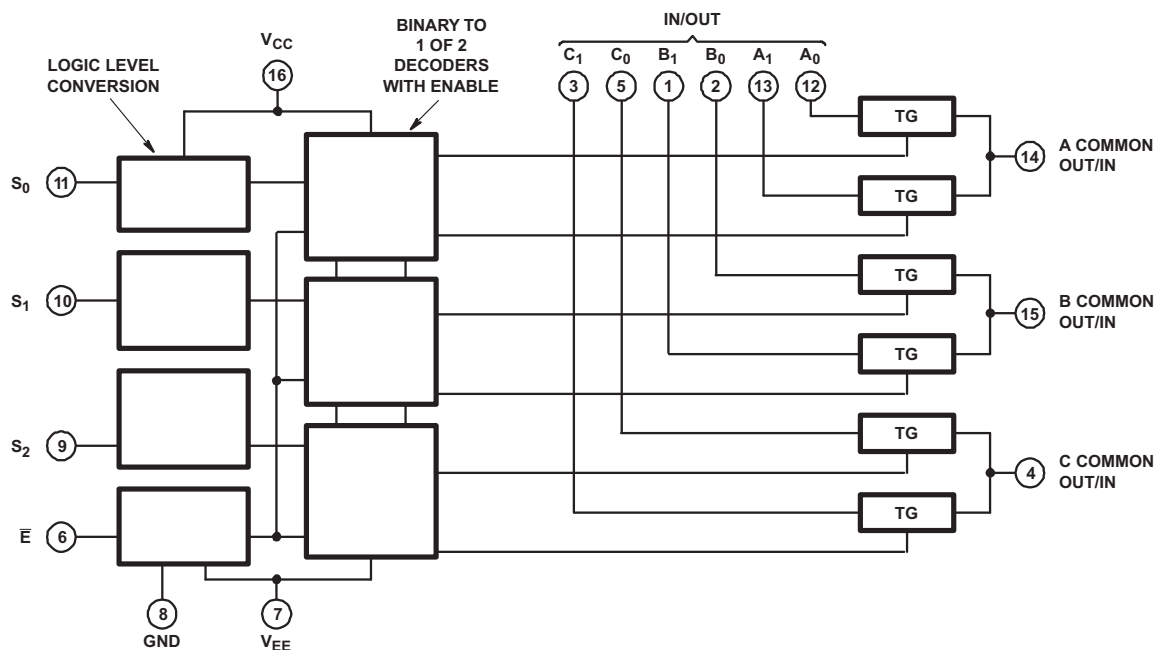 IN/OUT
C1 C0 B1 B0 A1 A0
3 5 1 2 13 12
VCC
16
LOGIC LEVEL
CONVERSION
BINARY TO
1 OF 2
DECODERS
WITH ENABLE
S0 11
S1 10
S2 9
E̅ 6
8
GND
7
VEE
TG
TG
TG
TG
TG
TG
14
A COMMON
OUT/IN
15
B COMMON
OUT/IN
4
C COMMON
OUT/IN